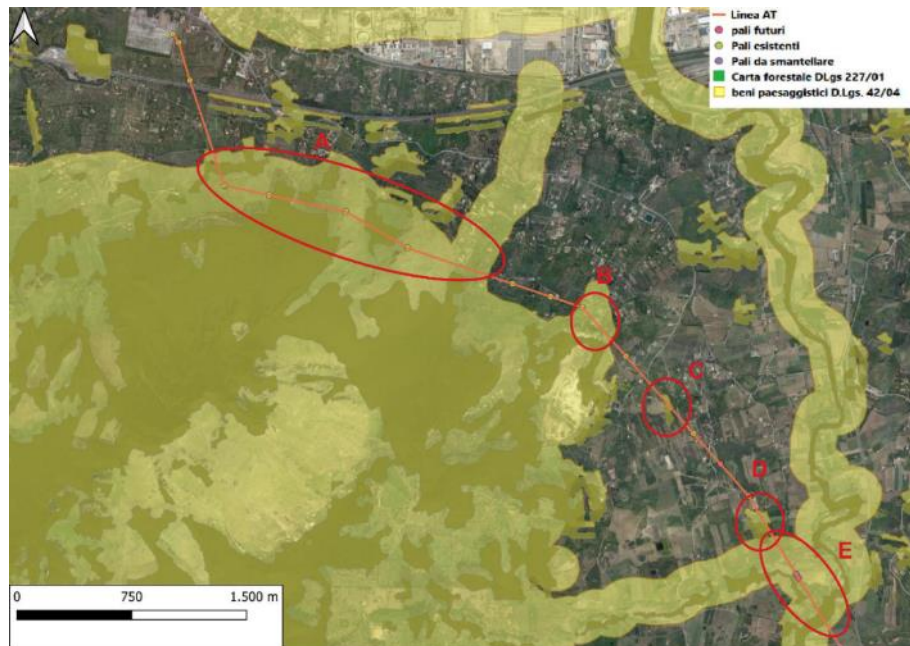 Linea AT
pali futuri
Pali esistenti
Pali da smantellare
Carta forestale DLgs 227/01
beni paesaggistici D.Lgs. 42/04
A
B
C
D
E
0 750 1.500 m